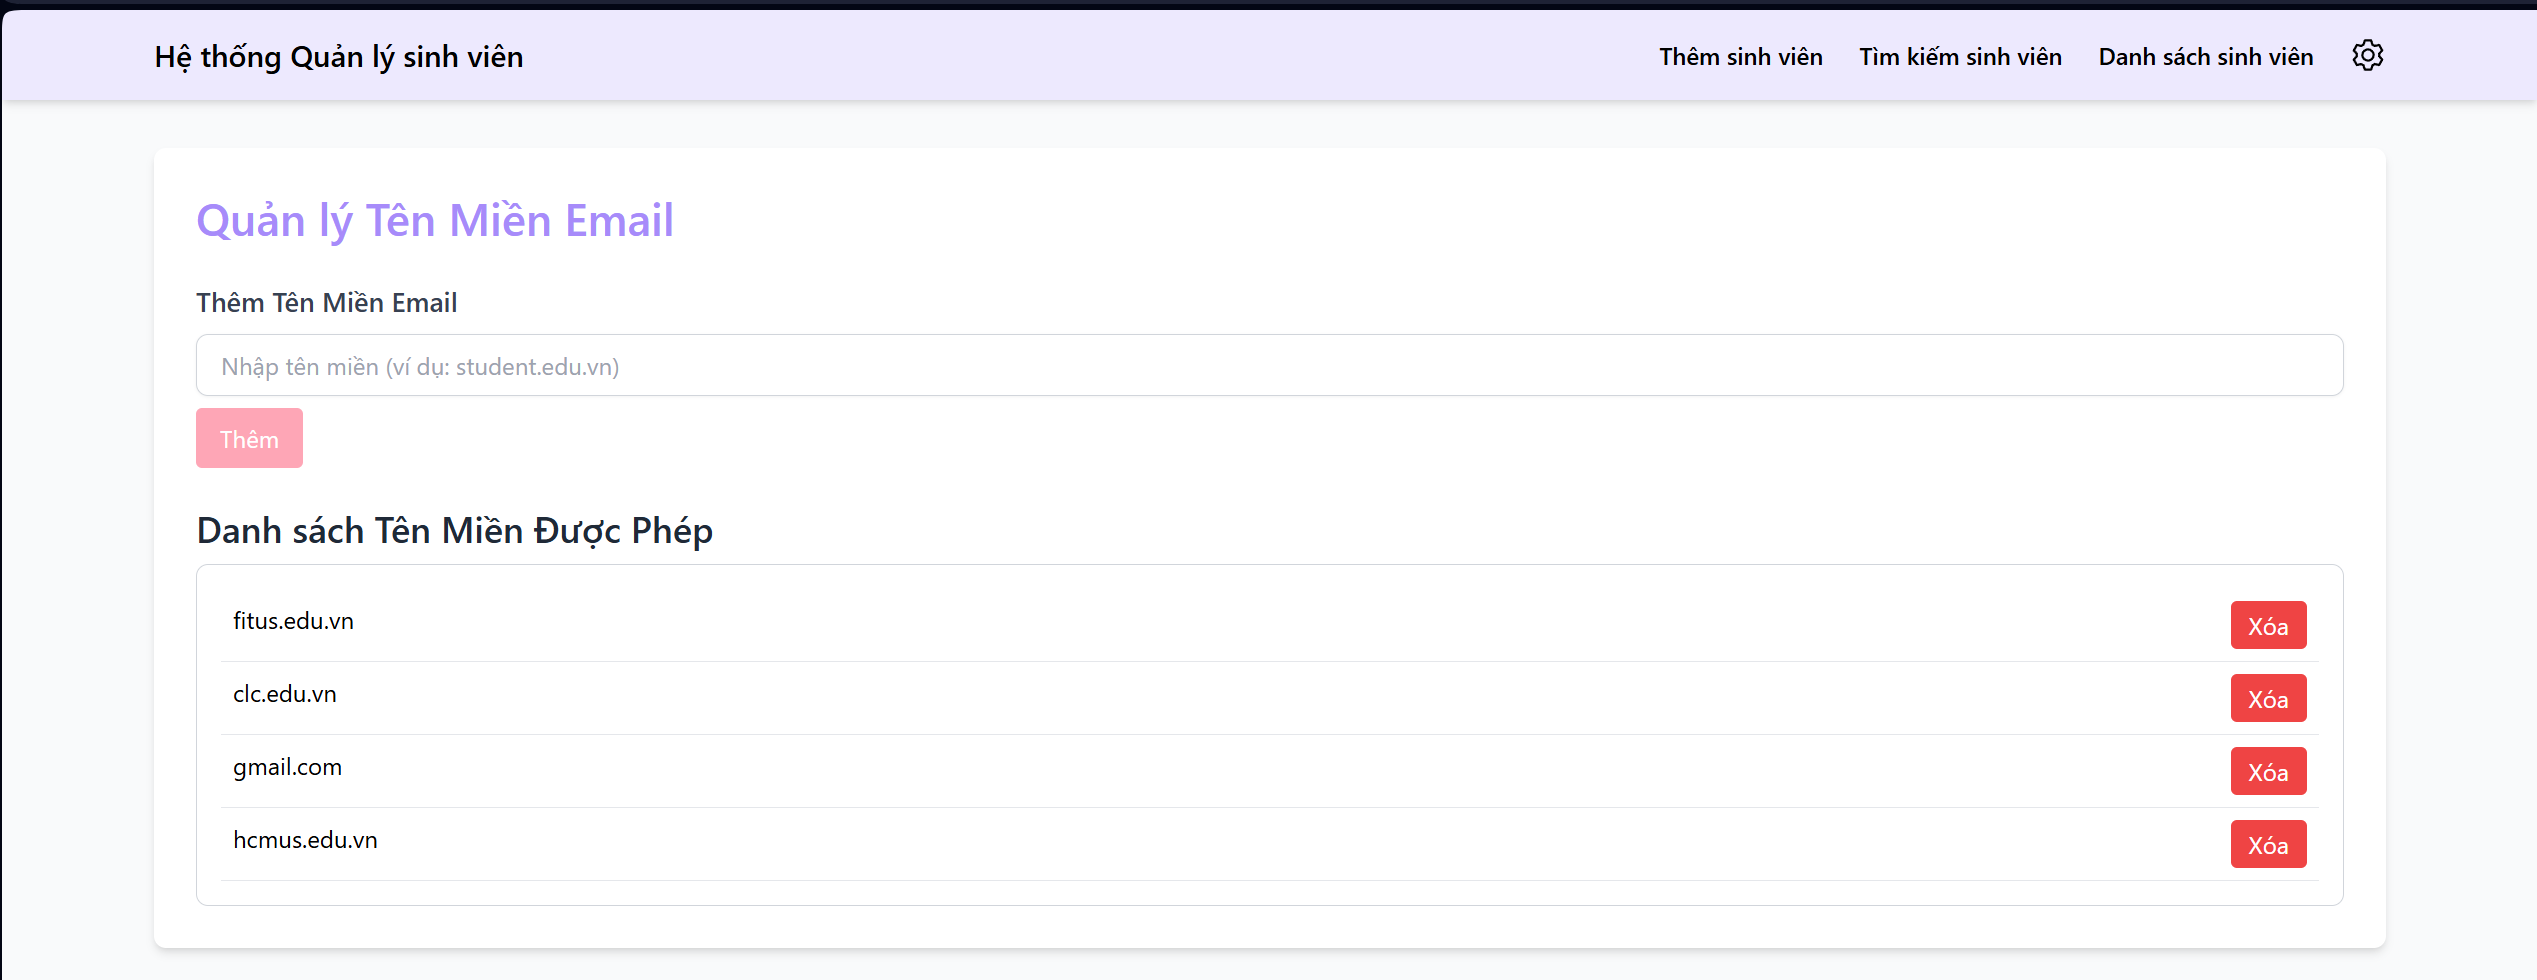 Hệ thống Quản lý sinh viên
Thêm sinh viên
Tìm kiếm sinh viên
Danh sách sinh viên
Quản lý Tên Miền Email
Thêm Tên Miền Email
Nhập tên miền (ví dụ: student.edu.vn)
Thêm
Danh sách Tên Miền Được Phép
fitus.edu.vn
Xóa
clc.edu.vn
Xóa
gmail.com
Xóa
hcmus.edu.vn
Xóa